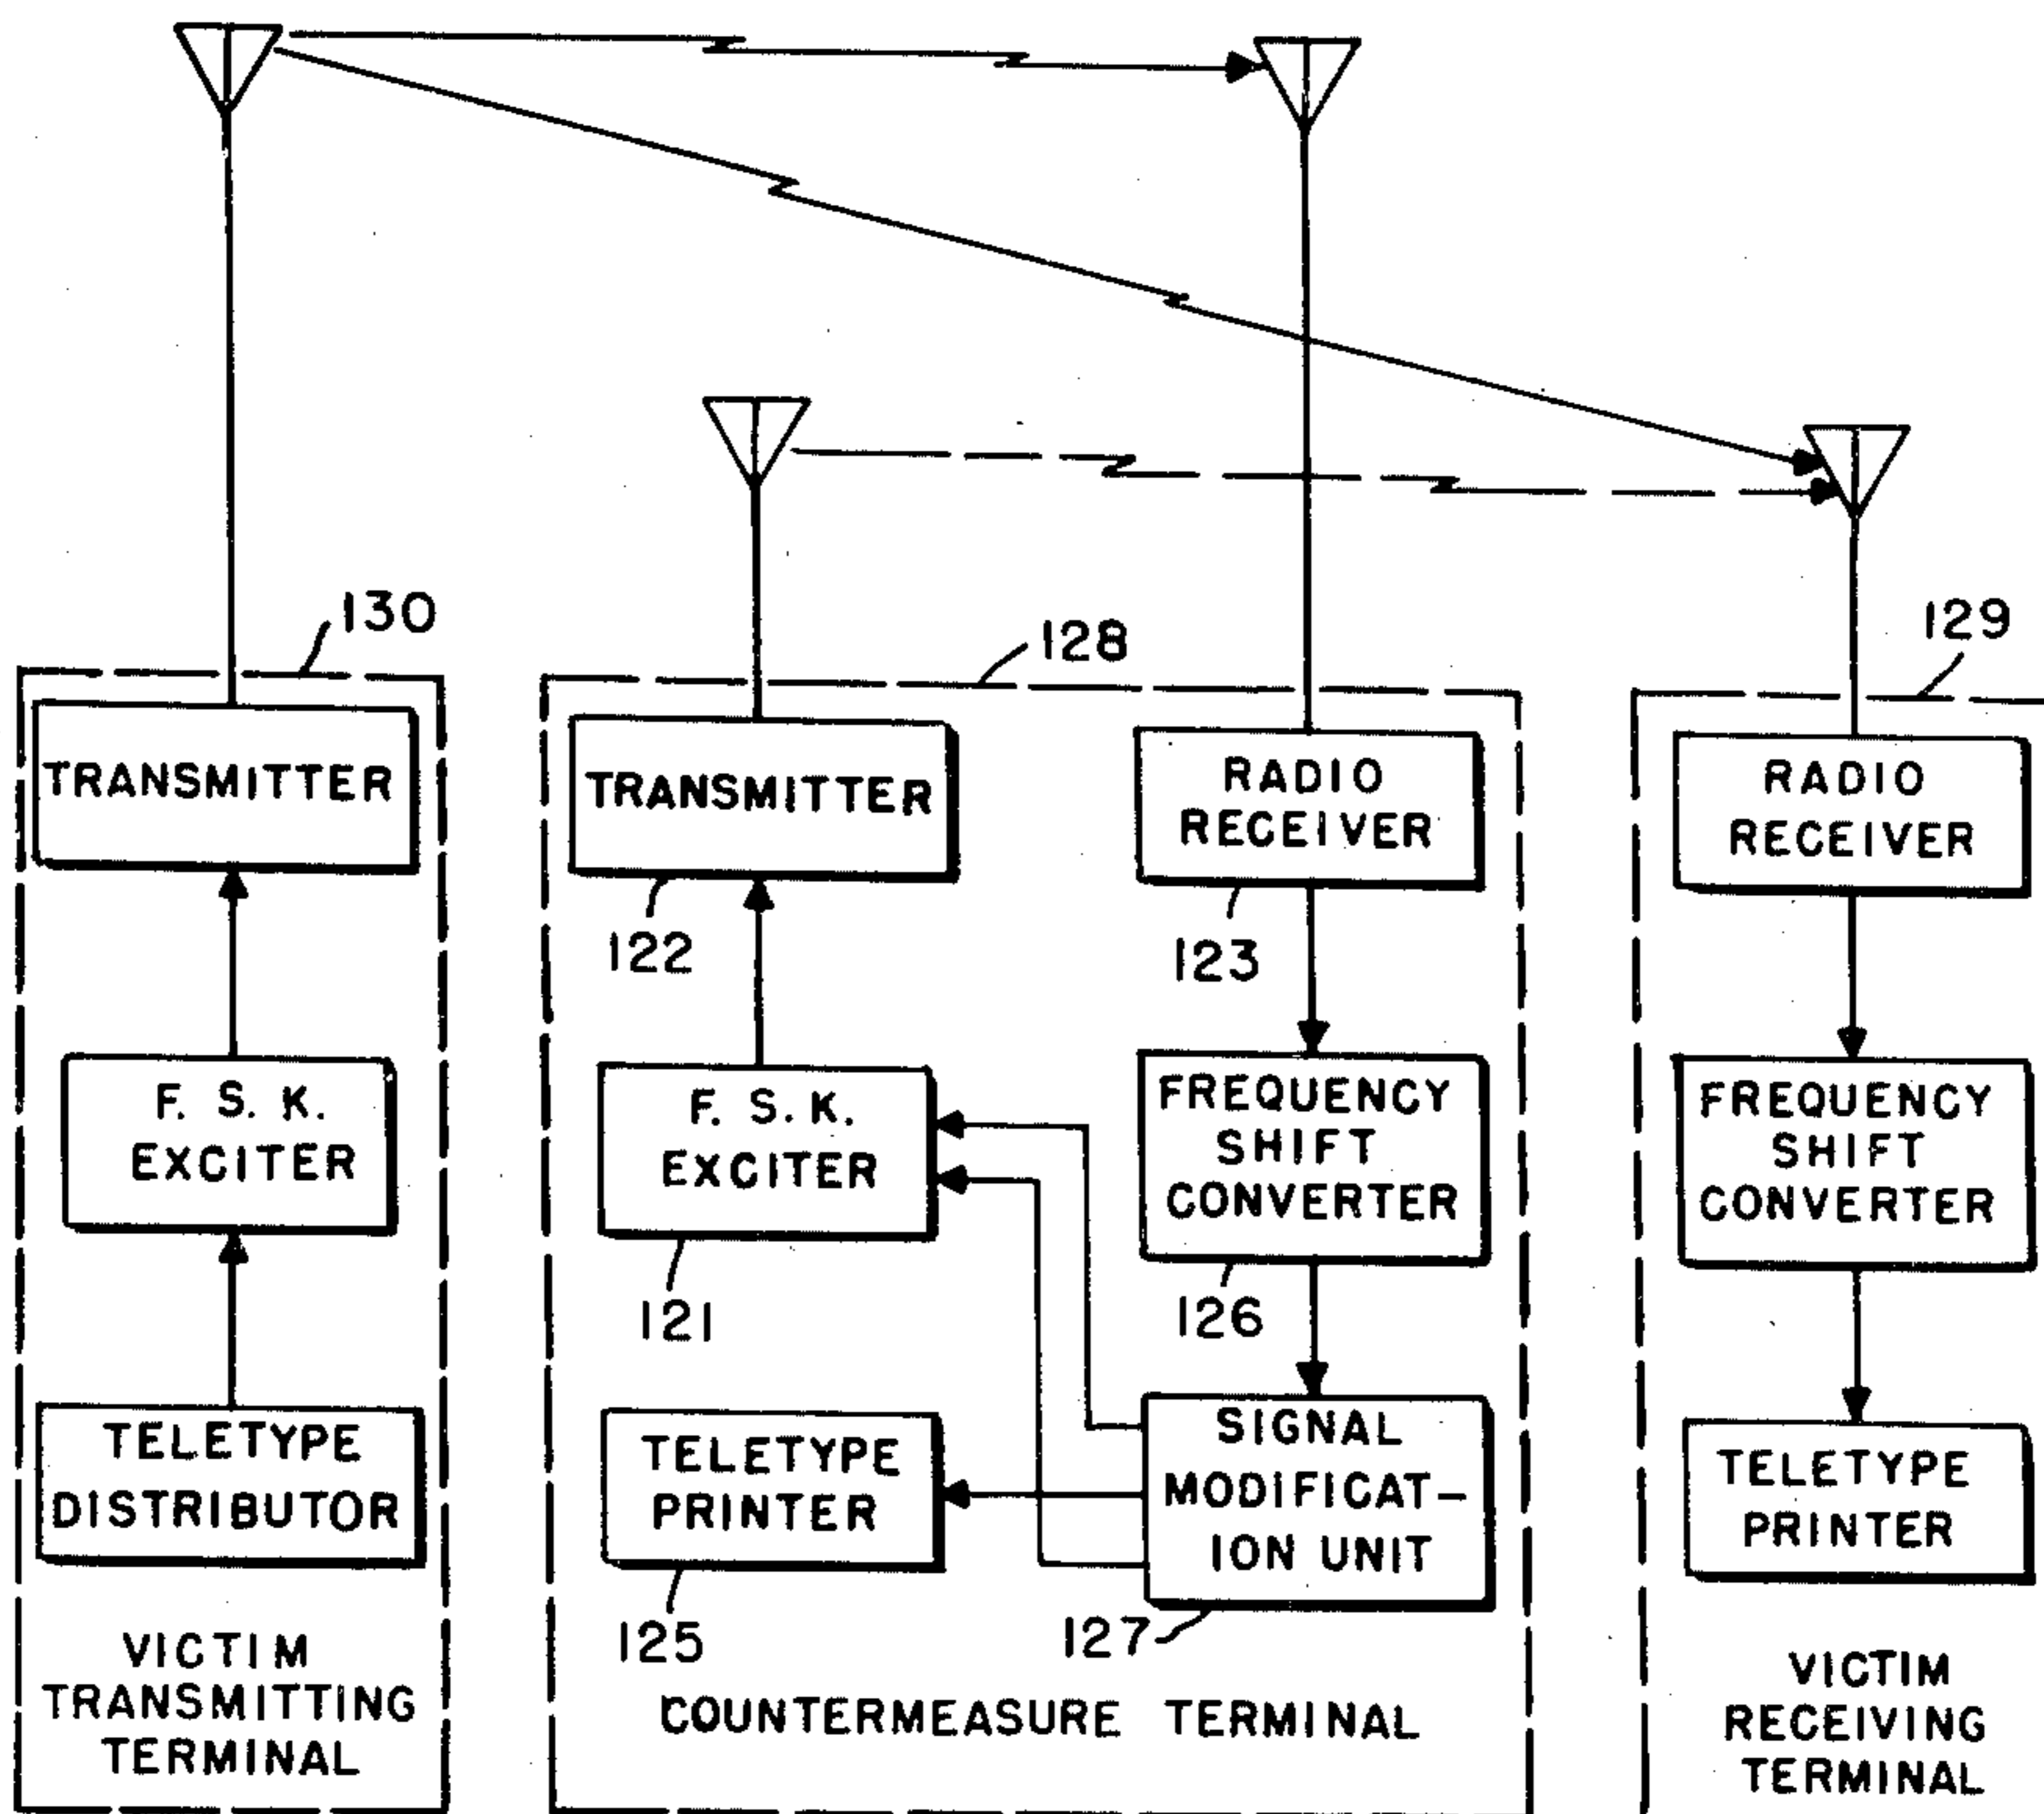 130
TRANSMITTER
F. S. K.
EXCITER
TELETYPE
DISTRIBUTOR
VICTIM
TRANSMITTING
TERMINAL
128
TRANSMITTER
122
RADIO
RECEIVER
123
F. S. K.
EXCITER
121
FREQUENCY
SHIFT
CONVERTER
126
TELETYPE
PRINTER
125
SIGNAL
MODIFICAT-
ION UNIT
127
COUNTERMEASURE TERMINAL
129
RADIO
RECEIVER
FREQUENCY
SHIFT
CONVERTER
TELETYPE
PRINTER
VICTIM
RECEIVING
TERMINAL